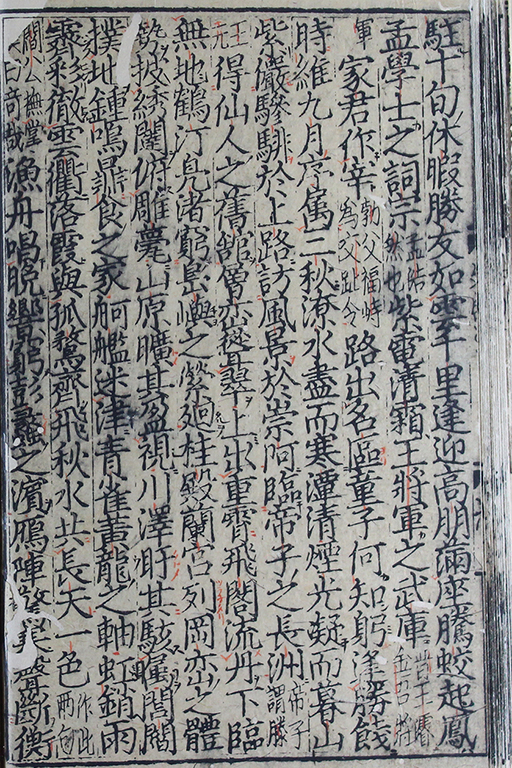 駐十旬休暇勝友如雲千里逢迎高朋滿座騰蛟起鳳
孟學士之詞宗紫電清霜王將軍之武庫
家君作宰路出名區童子何知躬逢勝餞
時維九月序屬三秋潦水盡而寒潭清煙光凝而暮山
紫儼驂騑於上路訪風景於崇阿臨帝子之長洲
得仙人之舊館層巒聳翠上出重霄飛閣流丹下臨
無地鶴汀鳧渚窮島嶼之縈廻桂殿蘭宮列岡巒之體
披綉闥俯雕甍山原曠其盈視川澤盱其駭矚閭閻
撲地鍾鳴鼎食之家舸艦迷津青雀黃龍之軸虹銷雨
霽彩徹雲衢落霞與孤鶩齊飛秋水共長天一色
漁舟唱晚響窮彭蠡之濱鴈陣驚寒聲斷衡